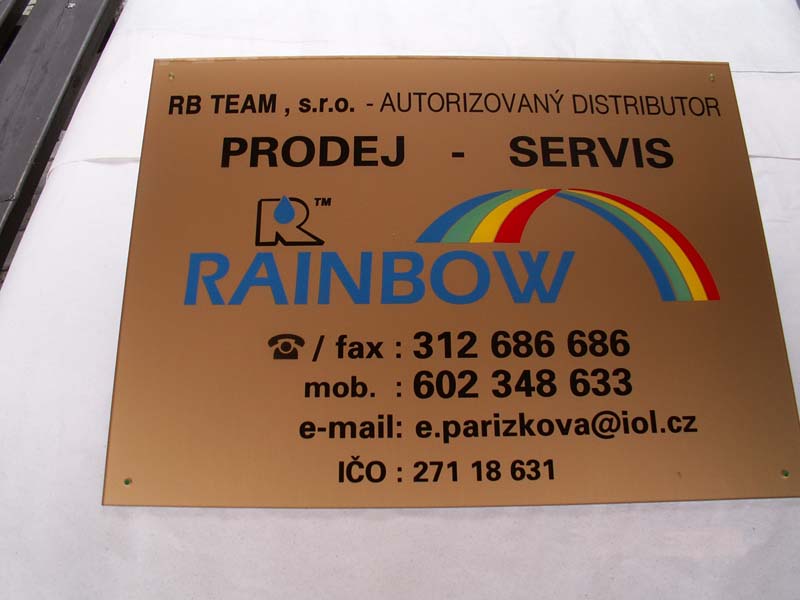 RB TEAM , s.r.o. - AUTORIZOVANÝ DISTRIBUTOR
PRODEJ - SERVIS
R™
RAINBOW
☎ / fax : 312 686 686
mob. : 602 348 633
e-mail: e.parizkova@iol.cz
IČO : 271 18 631